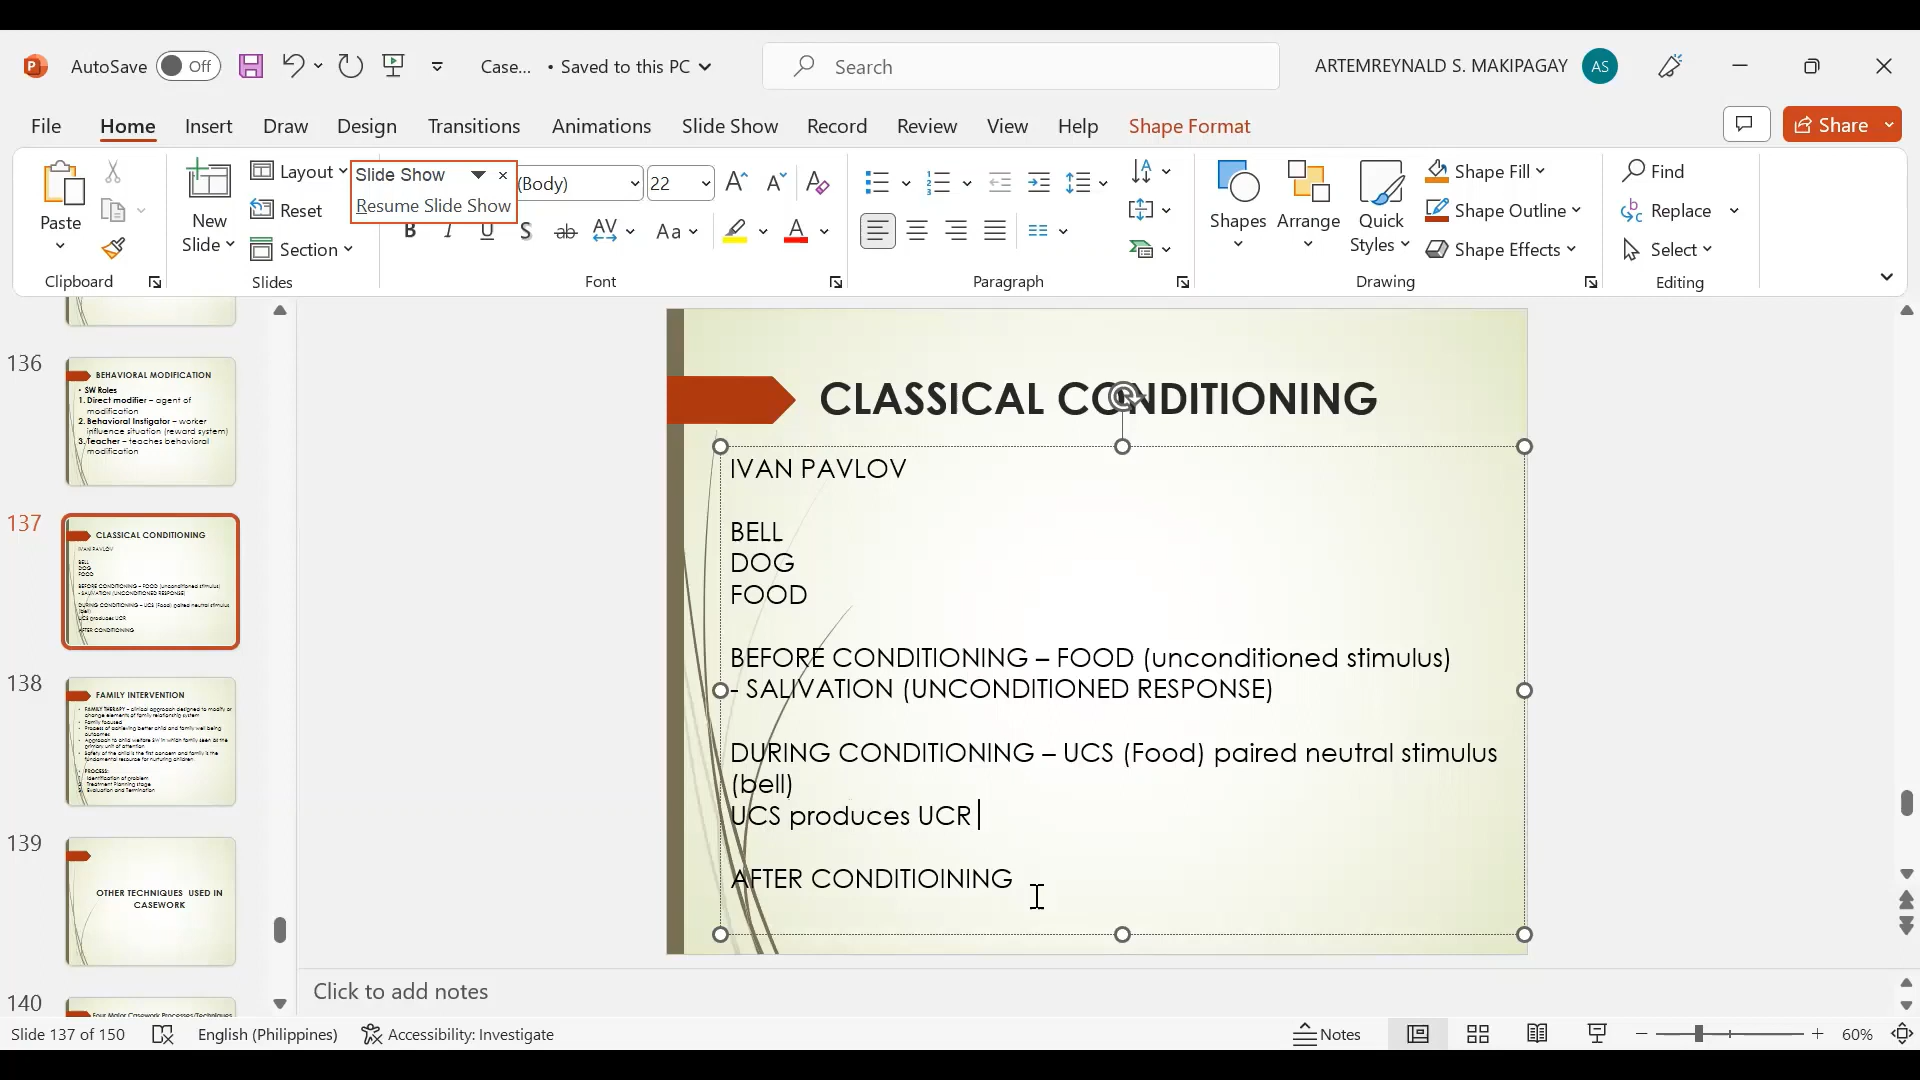 AutoSave Off Case... • Saved to this PC Search ARTEMREYNALD S. MAKIPAGAY AS
File Home Insert Draw Design Transitions Animations Slide Show Record Review View Help Shape Format Share
Paste
Clipboard
New
Slide
Layout
Reset
Section
Slides
Slide Show
Resume Slide Show
(Body) 22
Font
Paragraph
Shapes
Arrange
Quick
Styles
Shape Fill
Shape Outline
Shape Effects
Drawing
Find
Replace
Select
Editing
136
BEHAVIORAL MODIFICATION
• SW Roles
1. Direct modifier – agent of
modification
2. Behavioral Instigator – worker
influence situation (reward system)
3. Teacher – teaches behavioral
modification
137
CLASSICAL CONDITIONING
IVAN PAVLOV
BELL
DOG
FOOD
BEFORE CONDITIONING – FOOD (unconditioned stimulus)
- SALIVATION (UNCONDITIONED RESPONSE)
DURING CONDITIONING – UCS (Food) paired neutral stimulus
(bell)
UCS produces UCR
AFTER CONDITIOINING
138
FAMILY INTERVENTION
• FAMILY THERAPY – clinical approach designed to modify or
change elements of family relationship system
• Family focused
• Process of achieving better child and family well being
outcomes
• Approach to child welfare SW in which family seen as the
primary unit of attention
• Safety of the child is the first concern and family is the
fundamental resource for nurturing children
• PROCESS:
Identification of problem
Treatment Planning stage
Evaluation and Termination
139
OTHER TECHNIQUES USED IN
CASEWORK
140
Four Major Casework Processes/Techniques
CLASSICAL CONDITIONING
IVAN PAVLOV
BELL
DOG
FOOD
BEFORE CONDITIONING – FOOD (unconditioned stimulus)
- SALIVATION (UNCONDITIONED RESPONSE)
DURING CONDITIONING – UCS (Food) paired neutral stimulus
(bell)
UCS produces UCR
AFTER CONDITIOINING
Click to add notes
Slide 137 of 150 English (Philippines) Accessibility: Investigate Notes 60%